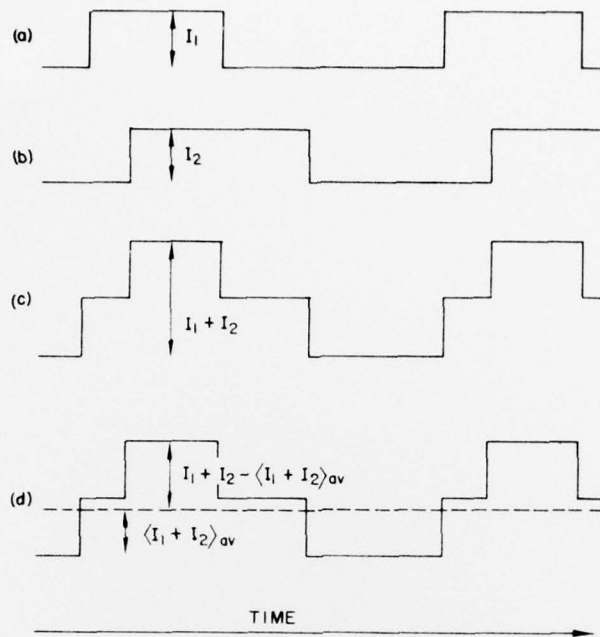 (a)
I₁
(b)
I₂
(c)
I₁ + I₂
I₁ + I₂ – ⟨I₁ + I₂⟩av
(d)
⟨I₁ + I₂⟩av
TIME